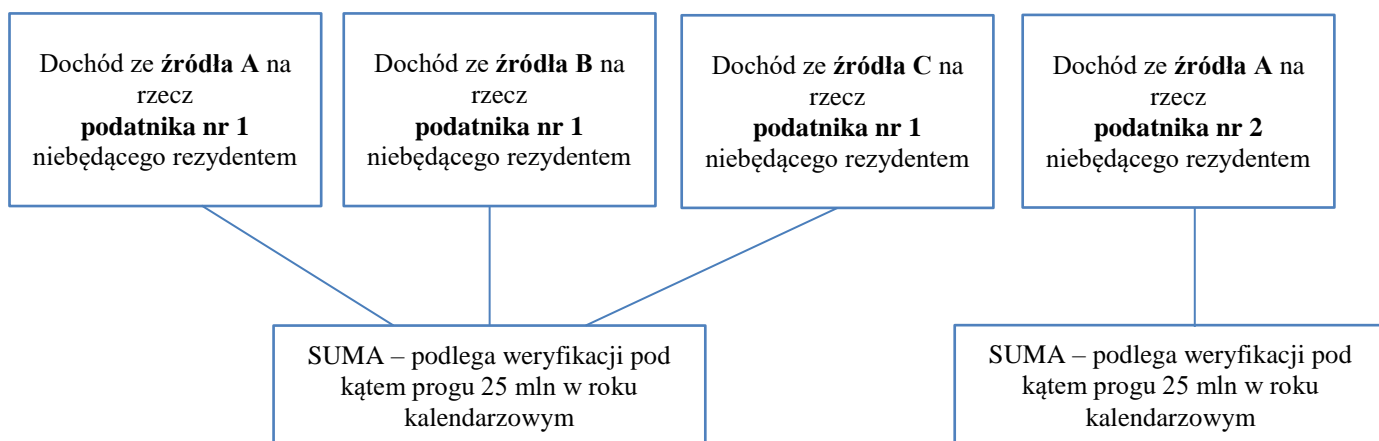 Dochód ze źródła A na
rzecz
podatnika nr 1
niebędącego rezydentem
Dochód ze źródła B na
rzecz
podatnika nr 1
niebędącego rezydentem
Dochód ze źródła C na
rzecz
podatnika nr 1
niebędącego rezydentem
Dochód ze źródła A na
rzecz
podatnika nr 2
niebędącego rezydentem
SUMA – podlega weryfikacji pod
kątem progu 25 mln w roku
kalendarzowym
SUMA – podlega weryfikacji pod
kątem progu 25 mln w roku
kalendarzowym